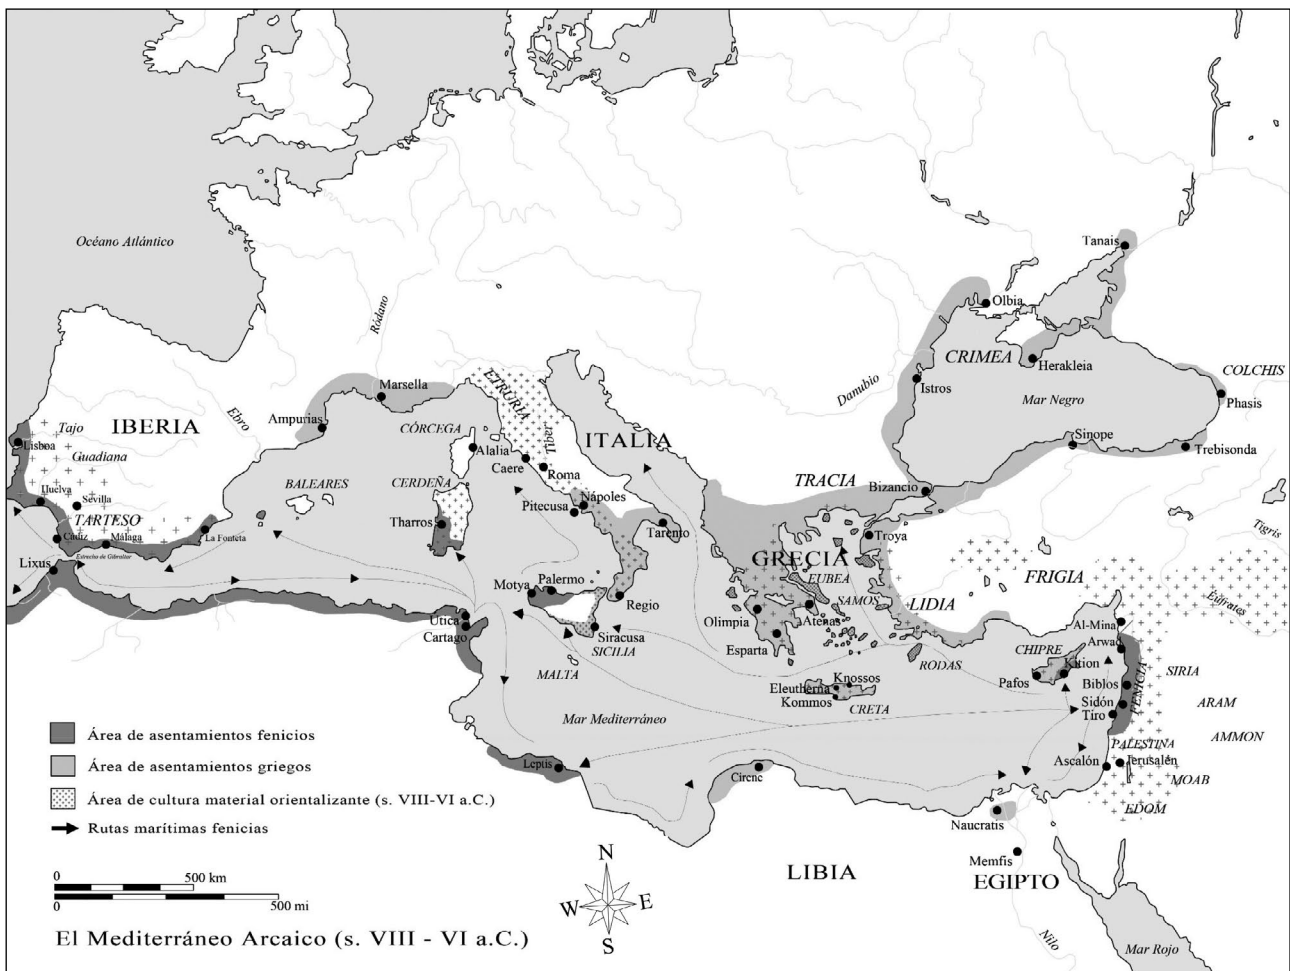 Océano Atlántico
Tanais
Olbia
Ródano
CRIMEA
Herakleia
COLCHIS
Danubio
Istros
Phasis
Mar Negro
Marsella
ETRURIA
IBERIA
Ebro
Ampurias
CÓRCEGA
Tíber
ITALIA
Sinope
Trebisonda
Tajo
Lisboa
Guadiana
Alalia
Caere
Roma
BALEARES
CERDEÑA
TRACIA
Bizancio
Huelva
Sevilla
Nápoles
Pitecusa
TARTESO
Tharros
Tarento
Troya
Tigris
Cádiz
Málaga
La Fonteta
Estrecho de Gibraltar
GRECIA
Lixus
EUBEA
FRIGIA
Motya
Palermo
Regio
SAMOS
LIDIA
Éufrates
Utica
Cartago
Olimpia
Atenas
Al-Mina
Siracusa
SICILIA
Esparta
Arwad
CHIPRE
MALTA
RODAS
Kition
SIRIA
Pafos
Knossos
Eleutherna
Kommos
CRETA
Biblos
FENICIA
Sidón
Tiro
ARAM
Mar Mediterráneo
AMMON
PALESTINA
Leptis
Cirene
Ascalón
Jerusalén
MOAB
EDOM
Naucratis
Memfis
LIBIA
EGIPTO
Nilo
Mar Rojo
Área de asentamientos fenicios
Área de asentamientos griegos
Área de cultura material orientalizante (s. VIII-VI a.C.)
Rutas marítimas fenicias
0 500 km
0 500 mi
N
W E
S
El Mediterráneo Arcaico (s. VIII - VI a.C.)